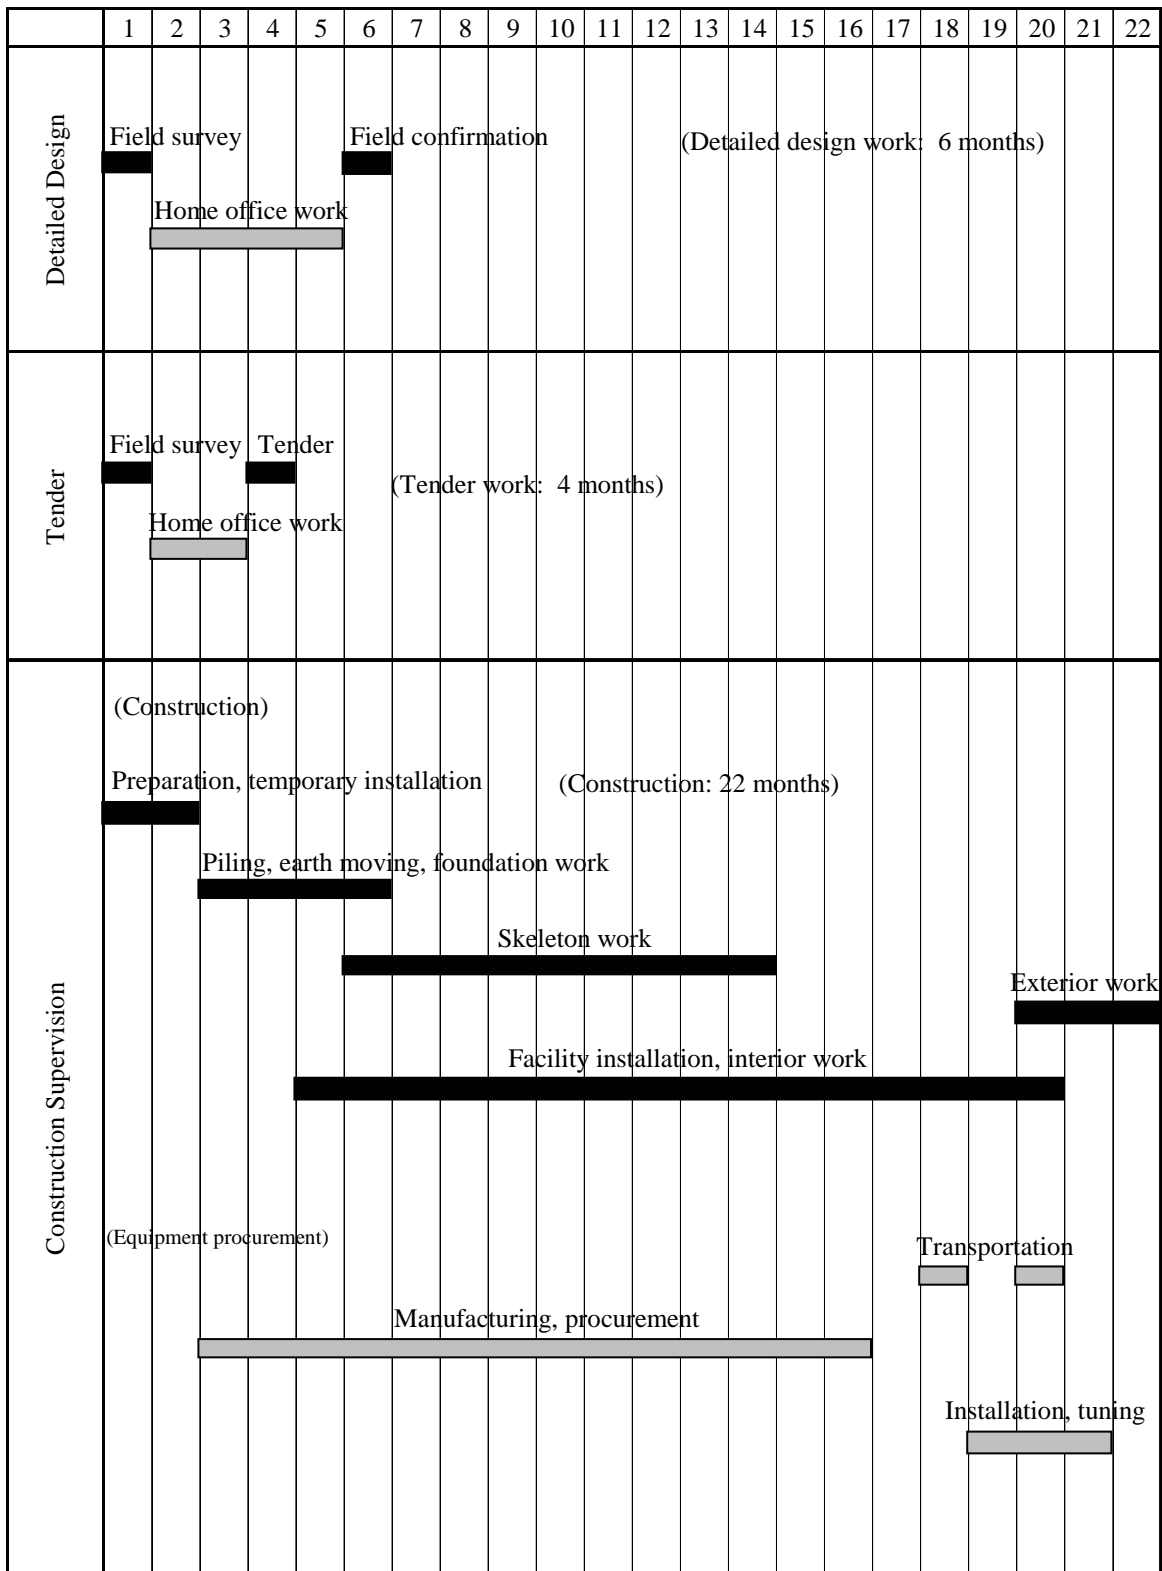 1 2 3 4 5 6 7 8 9 10 11 12 13 14 15 16 17 18 19 20 21 22
Detailed Design
Field survey
Field confirmation
(Detailed design work: 6 months)
Home office work
Tender
Field survey
Tender
(Tender work: 4 months)
Home office work
Construction Supervision
(Construction)
Preparation, temporary installation
(Construction: 22 months)
Piling, earth moving, foundation work
Skeleton work
Exterior work
Facility installation, interior work
(Equipment procurement)
Transportation
Manufacturing, procurement
Installation, tuning